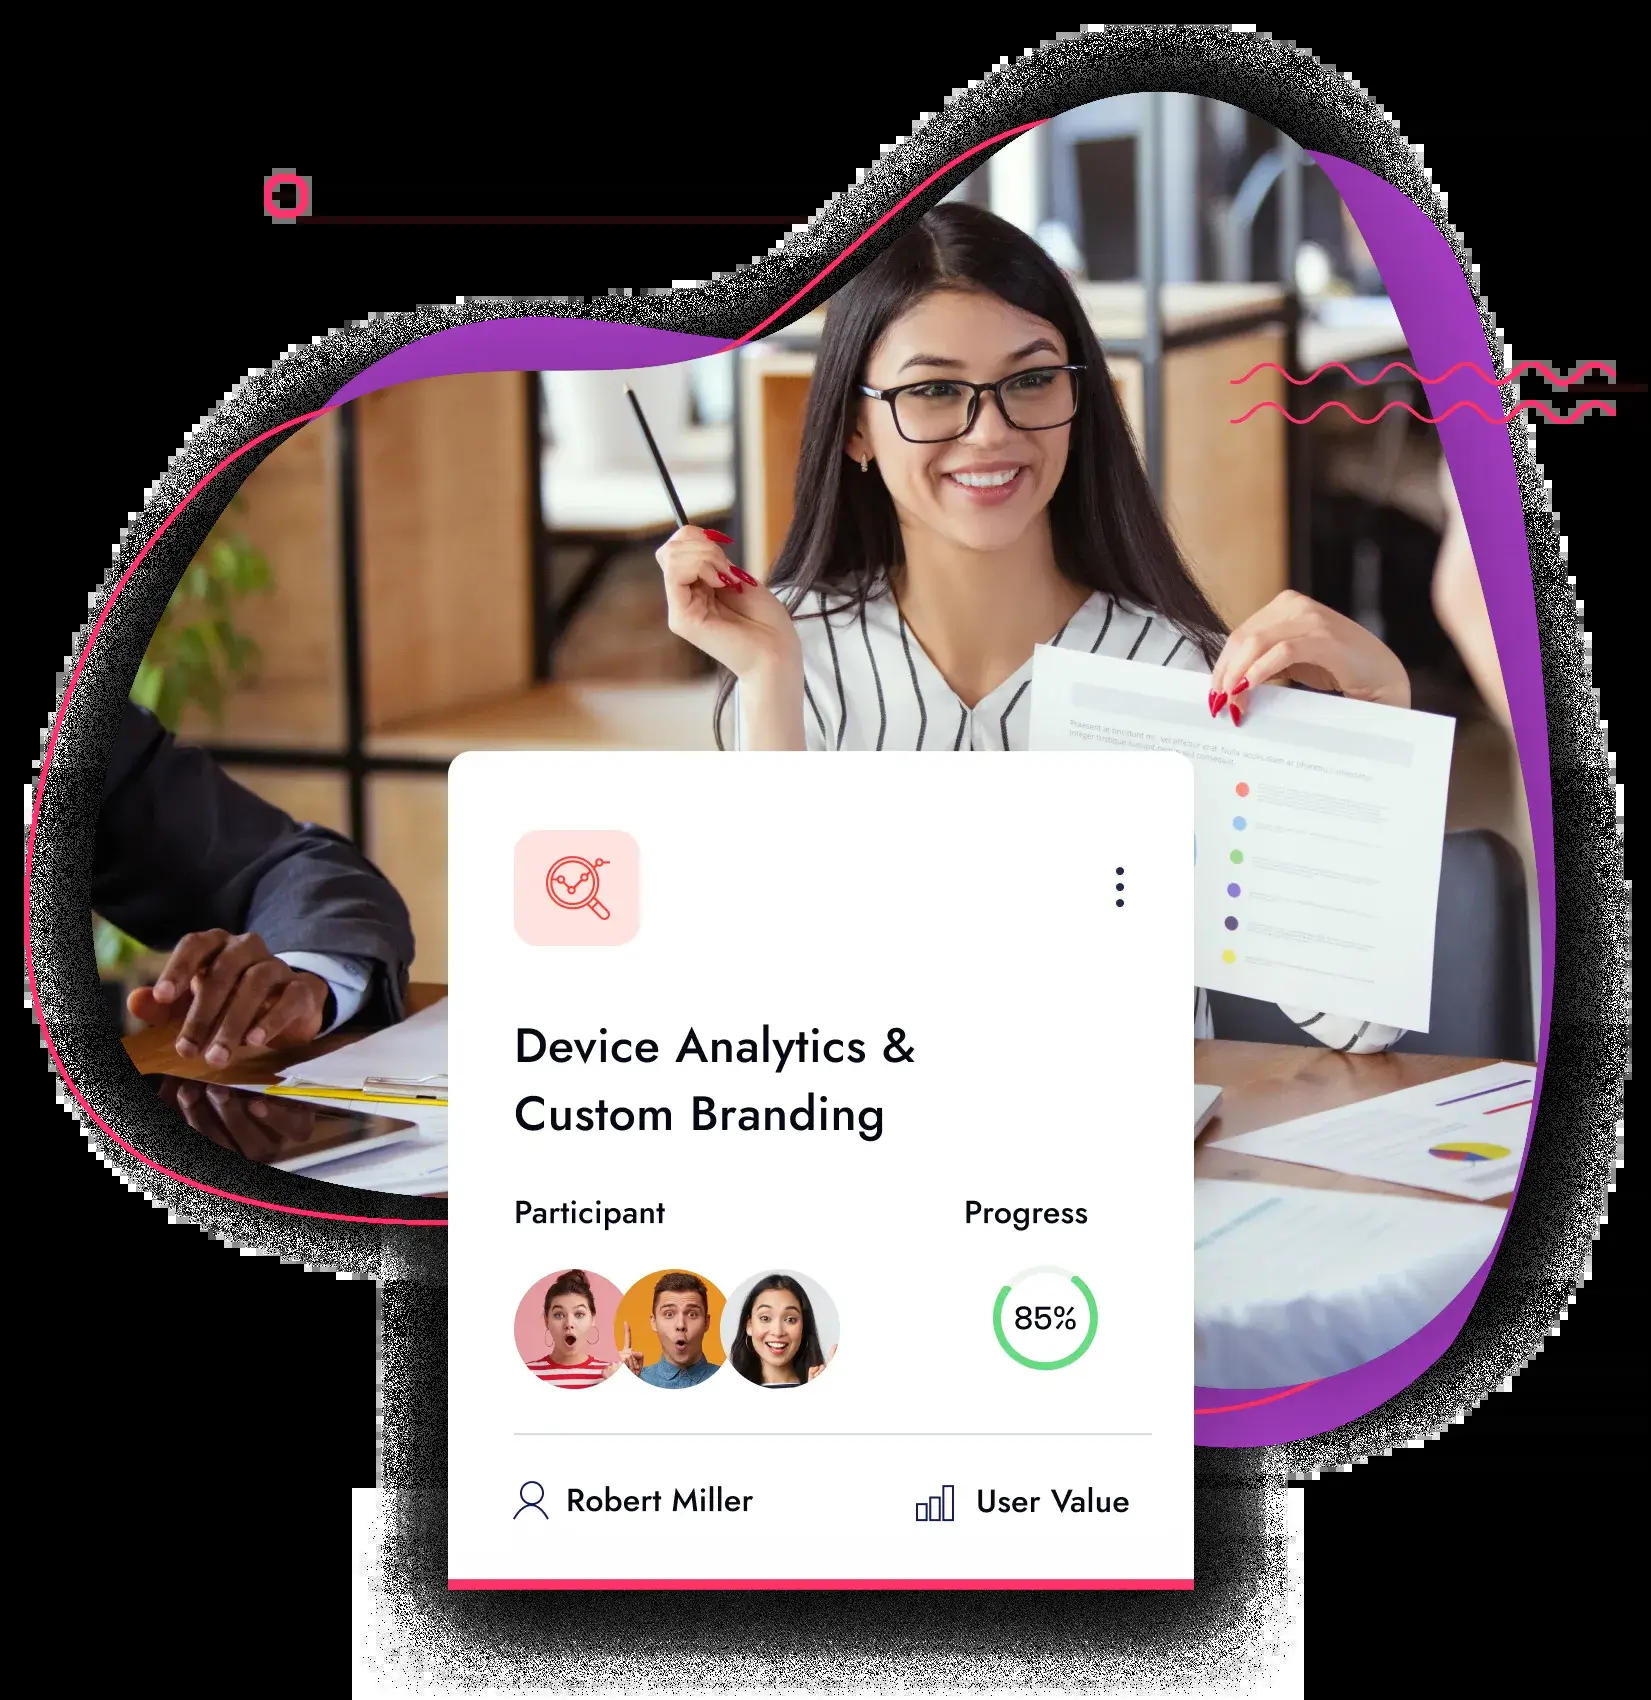 Device Analytics &
Custom Branding
Participant
Progress
85%
Robert Miller
User Value